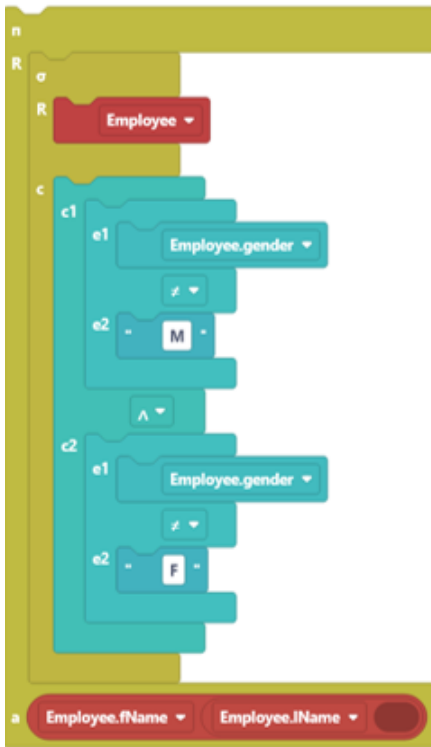 n
R
σ
R Employee
c
c1
e1 Employee.gender
≠
e2 " M "
∧
c2
e1 Employee.gender
≠
e2 " F "
a Employee.fName Employee.lName